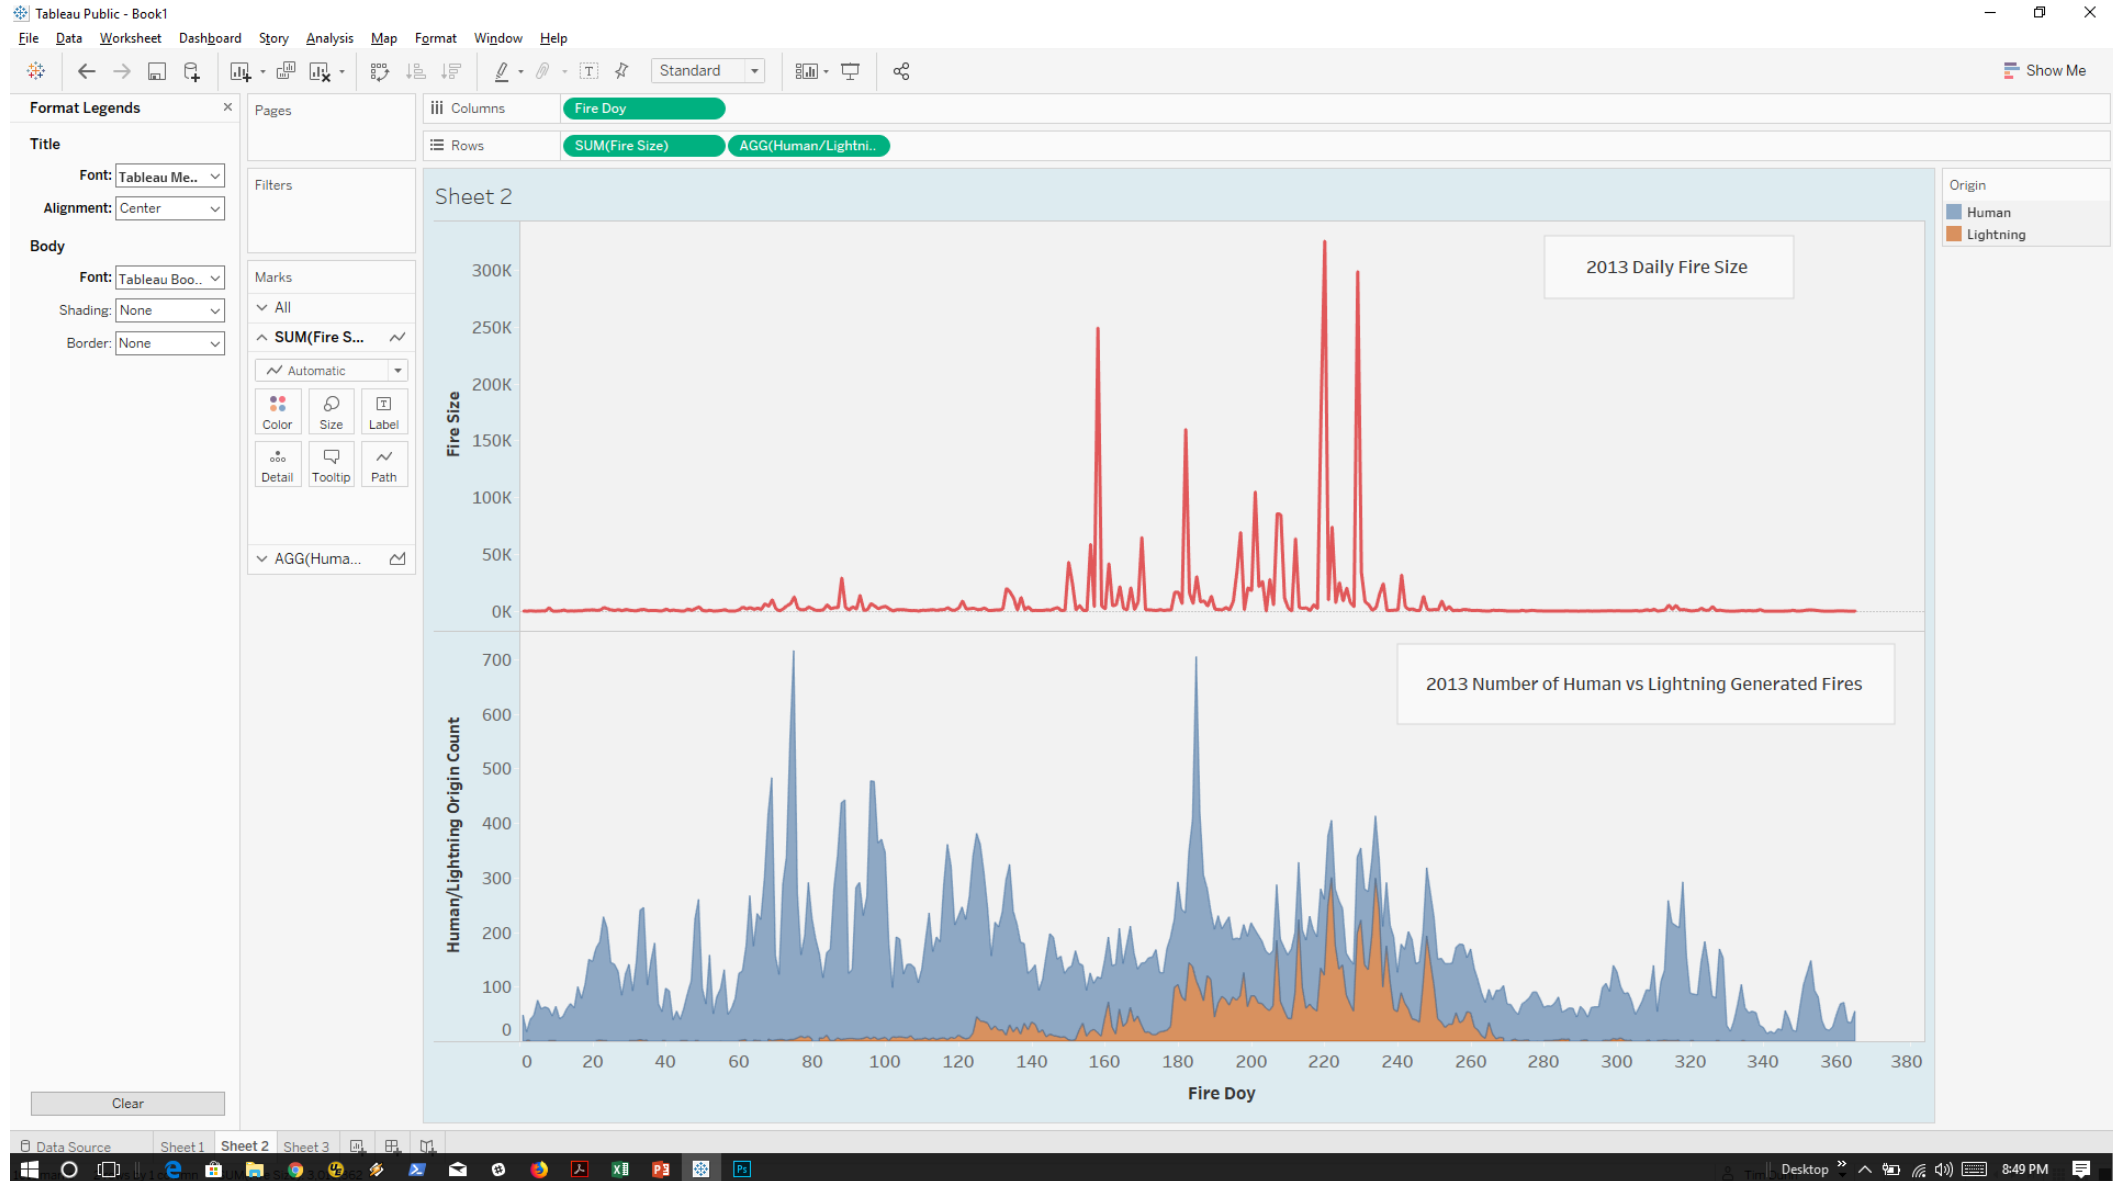 Tableau Public - Book1
File Data Worksheet Dashboard Story Analysis Map Format Window Help
Standard
Show Me
Format Legends
Title
Font: Tableau Me..
Alignment: Center
Body
Font: Tableau Boo..
Shading: None
Border: None
Clear
Pages
Filters
Marks
All
SUM(Fire S...
Automatic
Color Size Label
Detail Tooltip Path
AGG(Huma...
Columns Fire Doy
Rows SUM(Fire Size) AGG(Human/Lightni..
Sheet 2
2013 Daily Fire Size
Fire Size
300K
250K
200K
150K
100K
50K
0K
2013 Number of Human vs Lightning Generated Fires
Human/Lightning Origin Count
700
600
500
400
300
200
100
0
0 20 40 60 80 100 120 140 160 180 200 220 240 260 280 300 320 340 360 380
Fire Doy
Origin
Human
Lightning
Data Source Sheet 1 Sheet 2 Sheet 3
Desktop 8:49 PM